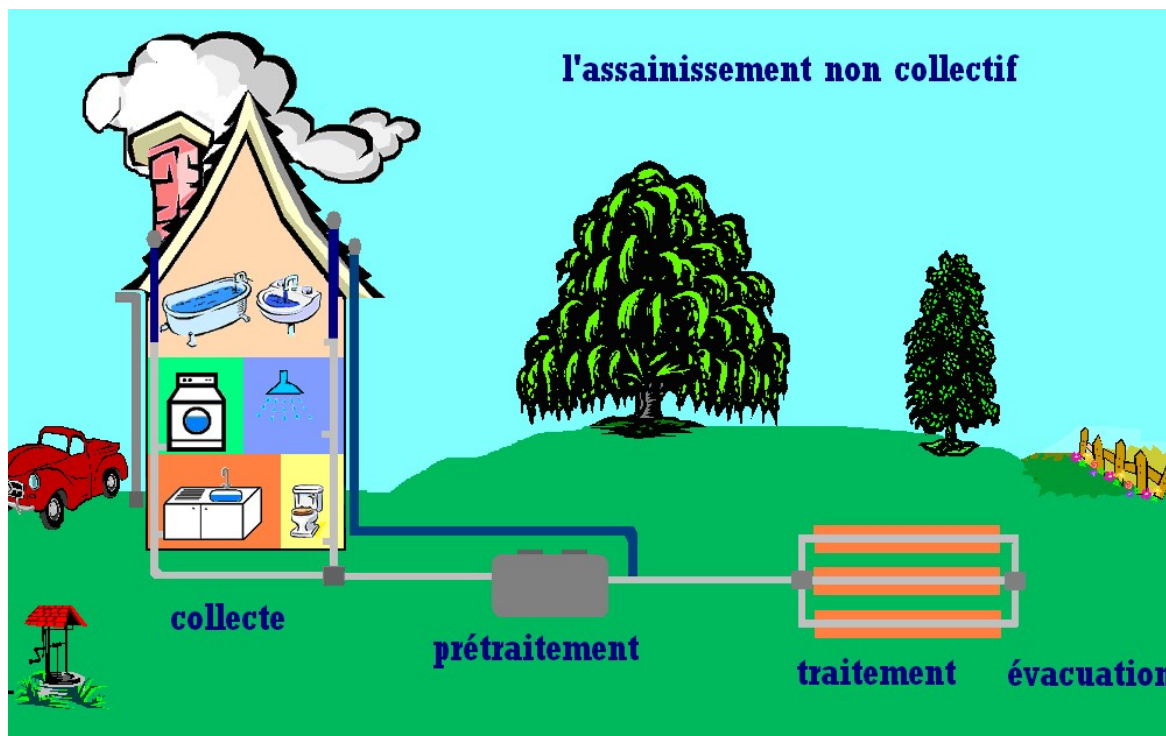 l'assainissement non collectif
collecte
prétraitement
traitement
évacuation